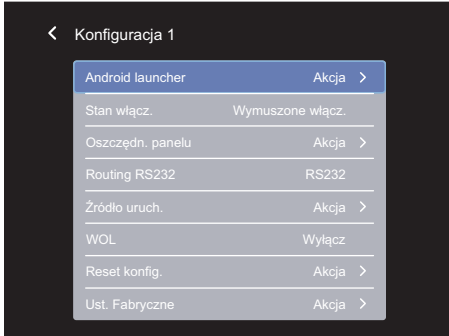 Konfiguracja 1
Android launcher Akcja
Stan włącz. Wymuszone włącz.
Oszczędn. panelu Akcja
Routing RS232 RS232
Źródło uruch. Akcja
WOL Wyłącz
Reset konfig. Akcja
Ust. Fabryczne Akcja